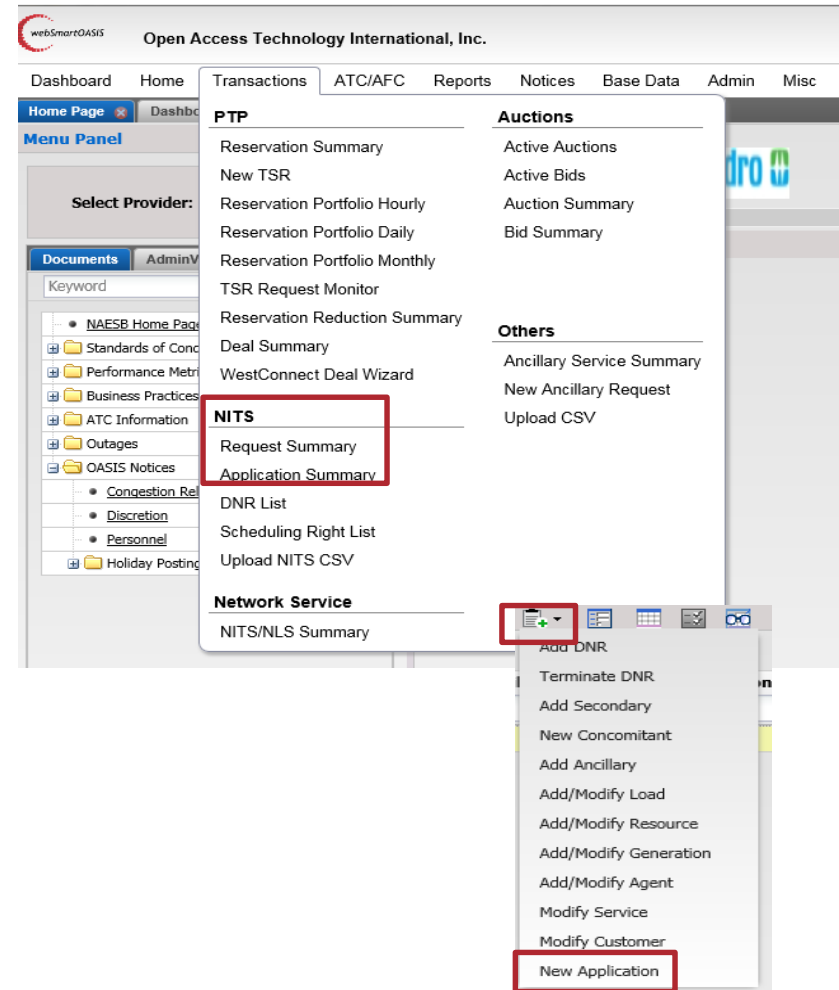 webSmartOASIS
Open Access Technology International, Inc.
Dashboard Home Transactions ATC/AFC Reports Notices Base Data Admin Misc
Home Page Dashbo
Menu Panel
Select Provider:
Documents AdminV
Keyword
NAESB Home Page
Standards of Conc
Performance Metri
Business Practices
ATC Information
Outages
OASIS Notices
Congestion Rel
Discretion
Personnel
Holiday Posting
PTP
Reservation Summary
New TSR
Reservation Portfolio Hourly
Reservation Portfolio Daily
Reservation Portfolio Monthly
TSR Request Monitor
Reservation Reduction Summary
Deal Summary
WestConnect Deal Wizard
NITS
Request Summary
Application Summary
DNR List
Scheduling Right List
Upload NITS CSV
Network Service
NITS/NLS Summary
Auctions
Active Auctions
Active Bids
Auction Summary
Bid Summary
Others
Ancillary Service Summary
New Ancillary Request
Upload CSV
dro
Add DNR
Terminate DNR
Add Secondary
New Concomitant
Add Ancillary
Add/Modify Load
Add/Modify Resource
Add/Modify Generation
Add/Modify Agent
Modify Service
Modify Customer
New Application